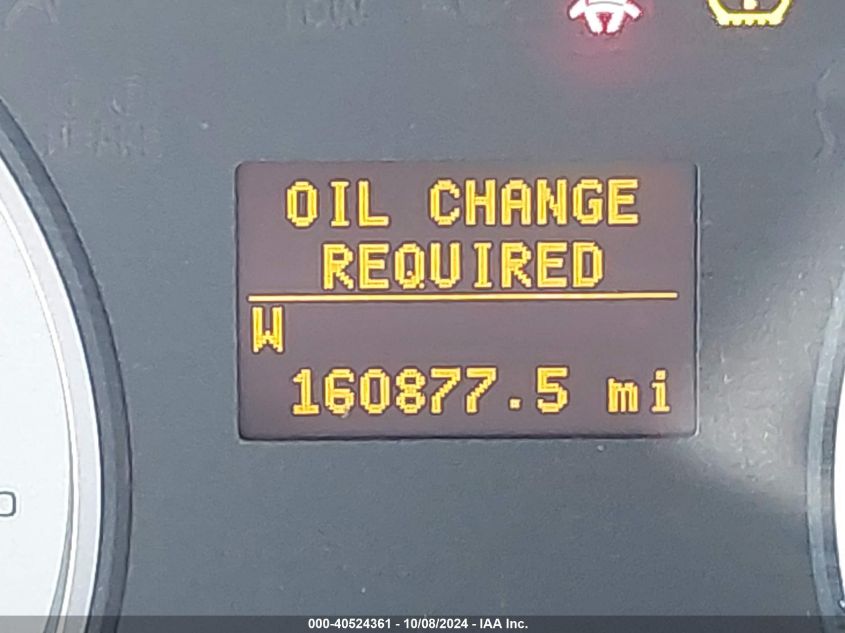 OIL CHANGE
REQUIRED
W
160877.5 mi
000-40524361 - 10/08/2024 - IAA Inc.